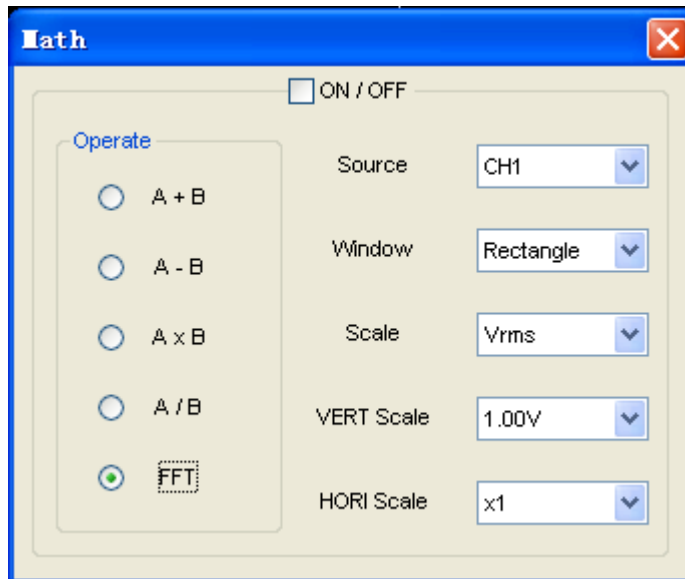 Math
ON / OFF
Operate
A + B
A - B
A x B
A / B
FFT
Source
CH1
Window
Rectangle
Scale
Vrms
VERT Scale
1.00V
HORI Scale
x1